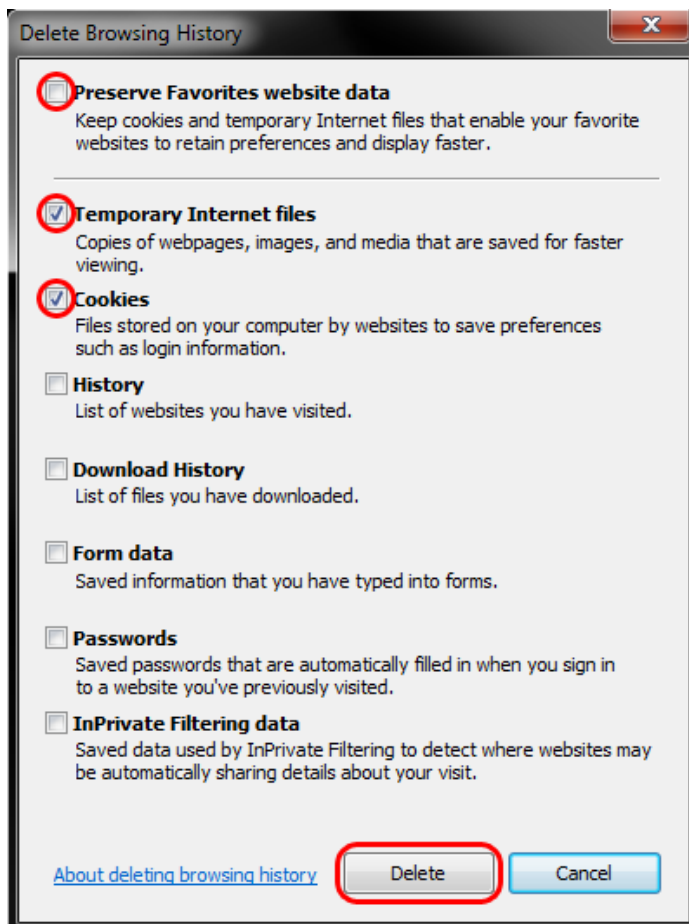 Delete Browsing History
Preserve Favorites website data
Keep cookies and temporary Internet files that enable your favorite
websites to retain preferences and display faster.
Temporary Internet files
Copies of webpages, images, and media that are saved for faster
viewing.
Cookies
Files stored on your computer by websites to save preferences
such as login information.
History
List of websites you have visited.
Download History
List of files you have downloaded.
Form data
Saved information that you have typed into forms.
Passwords
Saved passwords that are automatically filled in when you sign in
to a website you've previously visited.
InPrivate Filtering data
Saved data used by InPrivate Filtering to detect where websites may
be automatically sharing details about your visit.
About deleting browsing history Delete Cancel